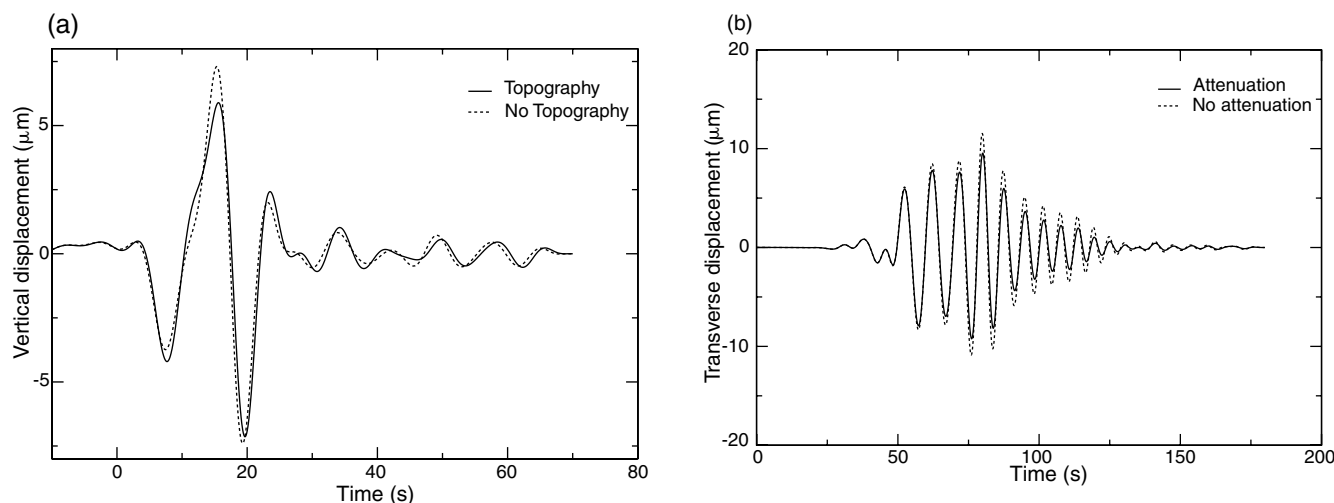 (a)
Vertical displacement (μm)
5
0
-5
Topography
No Topography
0
20
40
60
80
Time (s)
(b)
Transverse displacement (μm)
20
10
0
-10
-20
Attenuation
No attenuation
0
50
100
150
200
Time (s)